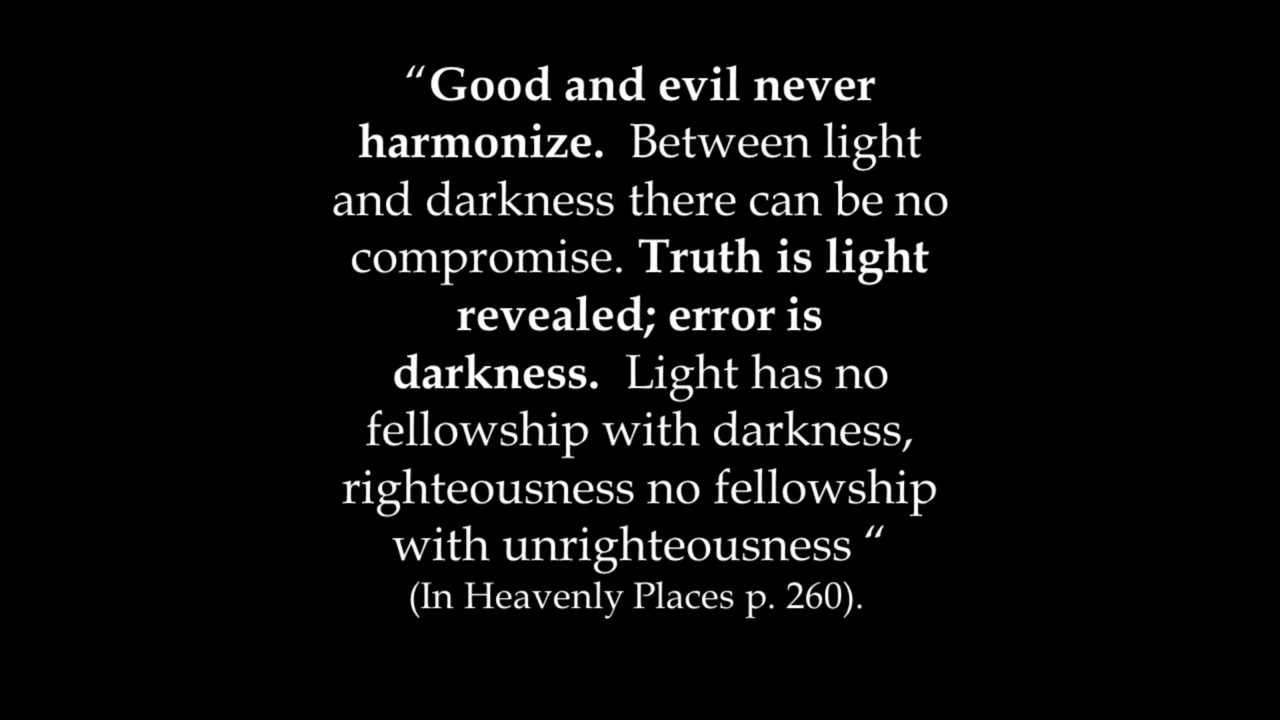 “Good and evil never
harmonize.  Between light
and darkness there can be no
compromise. Truth is light
revealed; error is
darkness.  Light has no
fellowship with darkness,
righteousness no fellowship
with unrighteousness “
(In Heavenly Places p. 260).